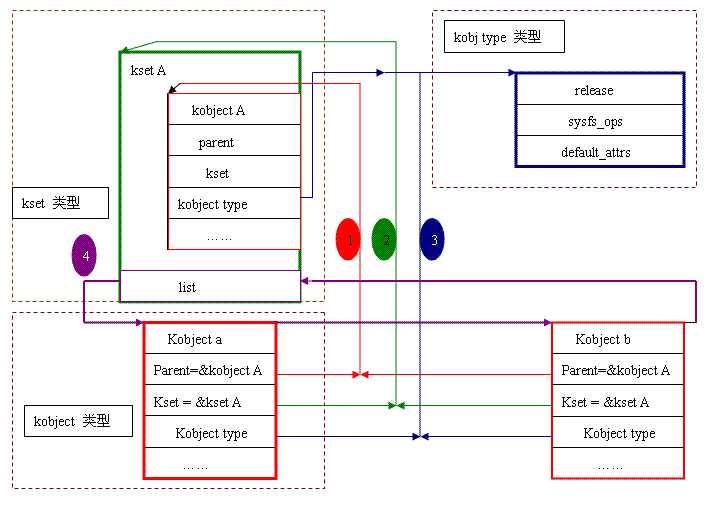 kobj type 类型
kset A
release
kobject A
sysfs_ops
parent
default_attrs
kset
kset 类型
kobject type
……
1
2
3
4
list
Kobject a
Kobject b
Parent=&kobject A
Parent=&kobject A
Kset = &kset A
Kset = &kset A
kobject 类型
Kobject type
Kobject type
……
……